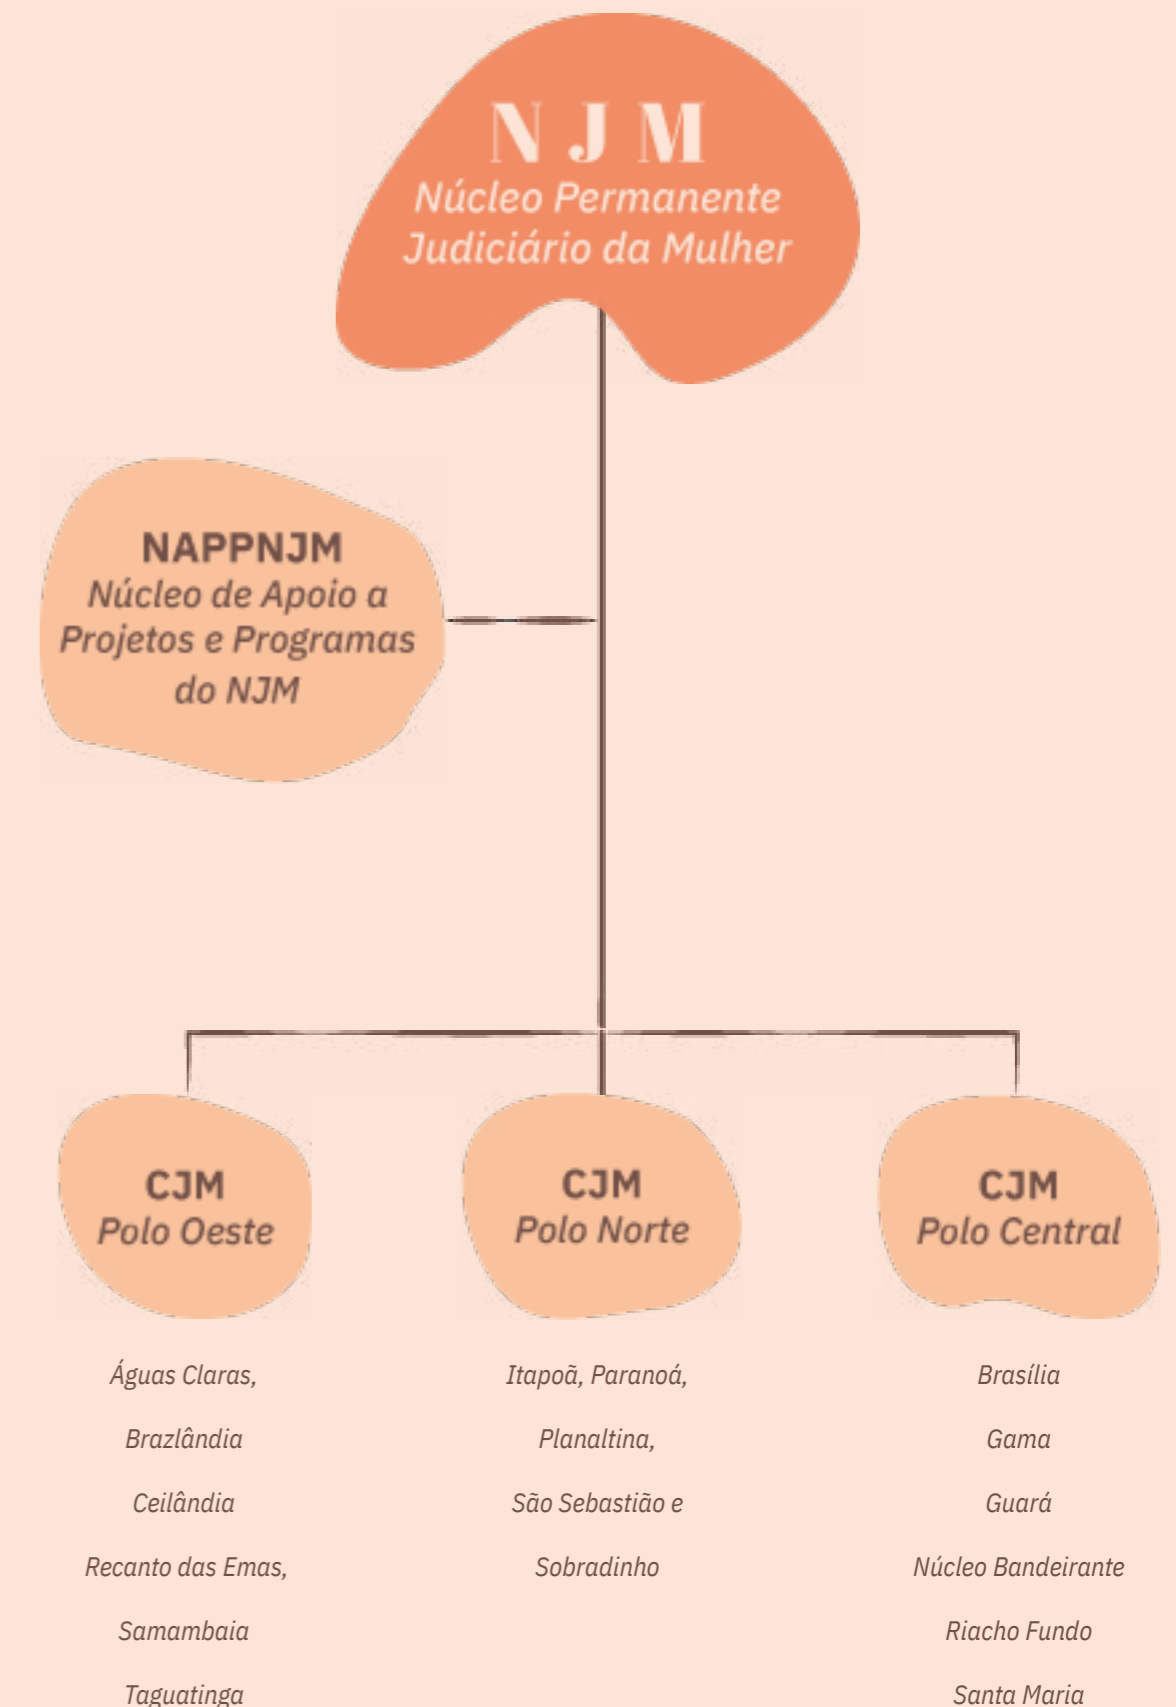 N J M
Núcleo Permanente
Judiciário da Mulher
NAPPNJM
Núcleo de Apoio a
Projetos e Programas
do NJM
CJM
Polo Oeste
Águas Claras,
Brazlândia
Ceilândia
Recanto das Emas,
Samambaia
Taguatinga
CJM
Polo Norte
Itapoã, Paranoá,
Planaltina,
São Sebastião e
Sobradinho
CJM
Polo Central
Brasília
Gama
Guará
Núcleo Bandeirante
Riacho Fundo
Santa Maria